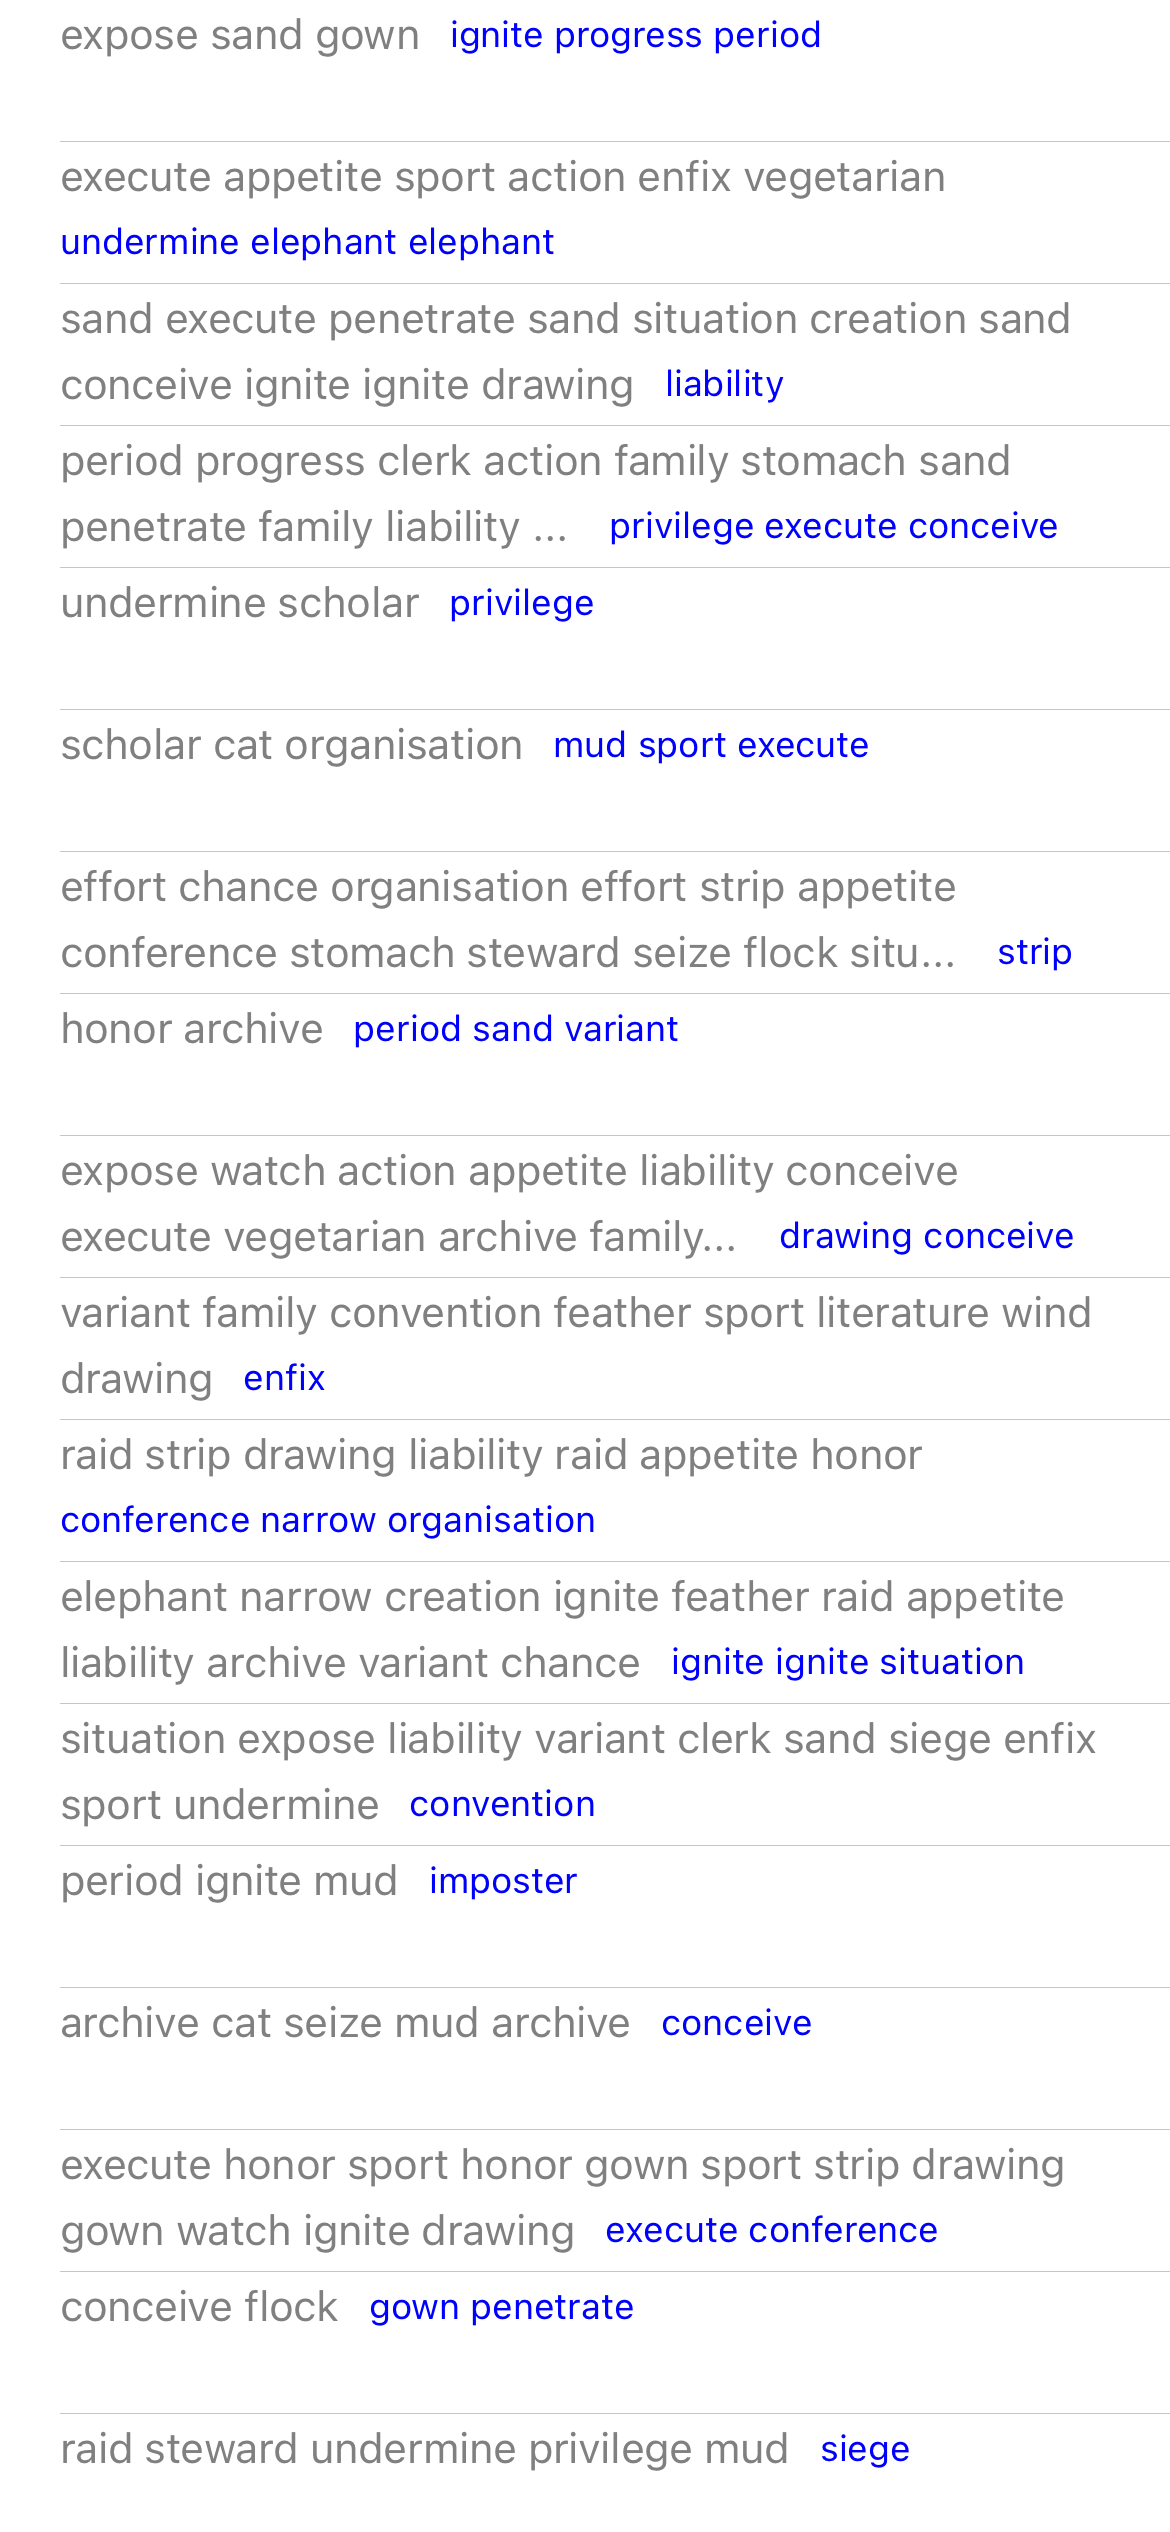 expose sand gown ignite progress period
execute appetite sport action enfix vegetarian
undermine elephant elephant
sand execute penetrate sand situation creation sand
conceive ignite ignite drawing liability
period progress clerk action family stomach sand
penetrate family liability ... privilege execute conceive
undermine scholar privilege
scholar cat organisation mud sport execute
effort chance organisation effort strip appetite
conference stomach steward seize flock situ... strip
honor archive period sand variant
expose watch action appetite liability conceive
execute vegetarian archive family... drawing conceive
variant family convention feather sport literature wind
drawing enfix
raid strip drawing liability raid appetite honor
conference narrow organisation
elephant narrow creation ignite feather raid appetite
liability archive variant chance ignite ignite situation
situation expose liability variant clerk sand siege enfix
sport undermine convention
period ignite mud imposter
archive cat seize mud archive conceive
execute honor sport honor gown sport strip drawing
gown watch ignite drawing execute conference
conceive flock gown penetrate
raid steward undermine privilege mud siege